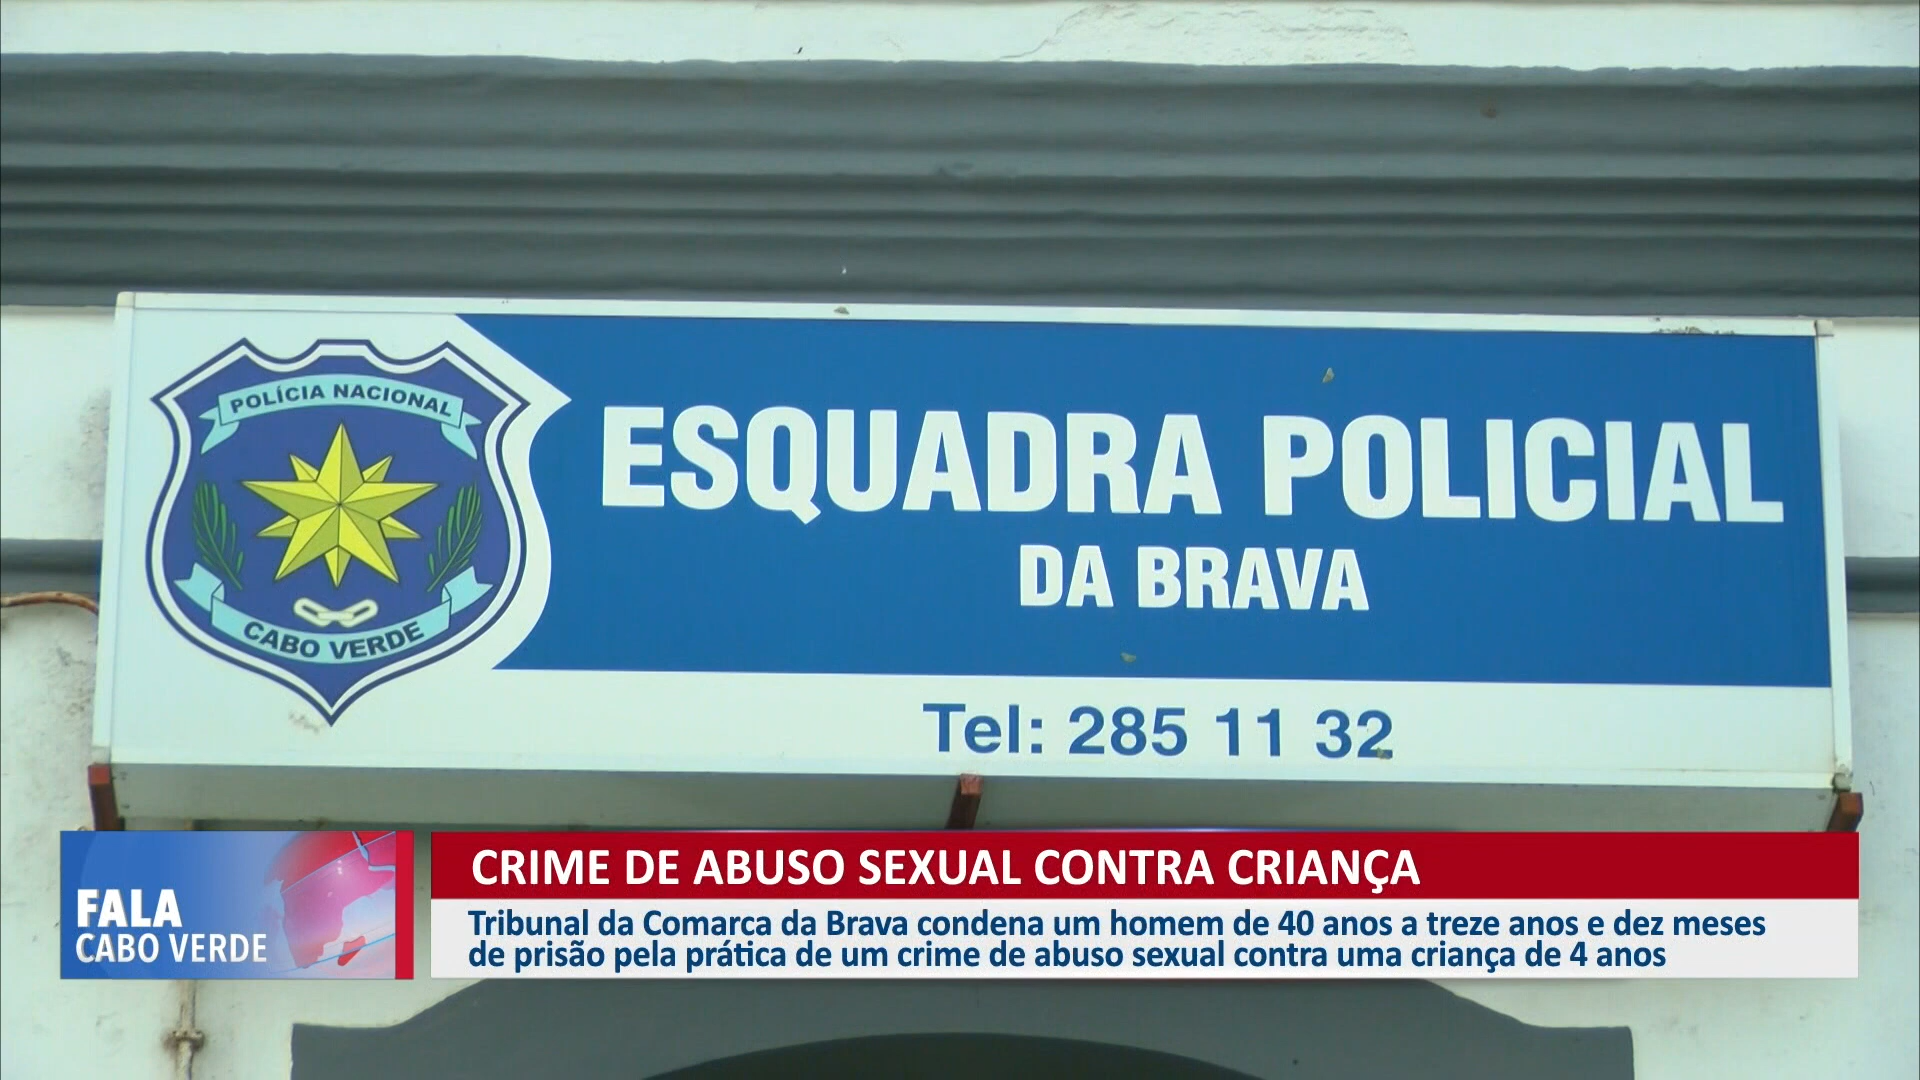 POLÍCIA NACIONAL
CABO VERDE
ESQUADRA POLICIAL
DA BRAVA
Tel: 285 11 32
FALA
CABO VERDE
CRIME DE ABUSO SEXUAL CONTRA CRIANÇA
Tribunal da Comarca da Brava condena um homem de 40 anos a treze anos e dez meses
de prisão pela prática de um crime de abuso sexual contra uma criança de 4 anos